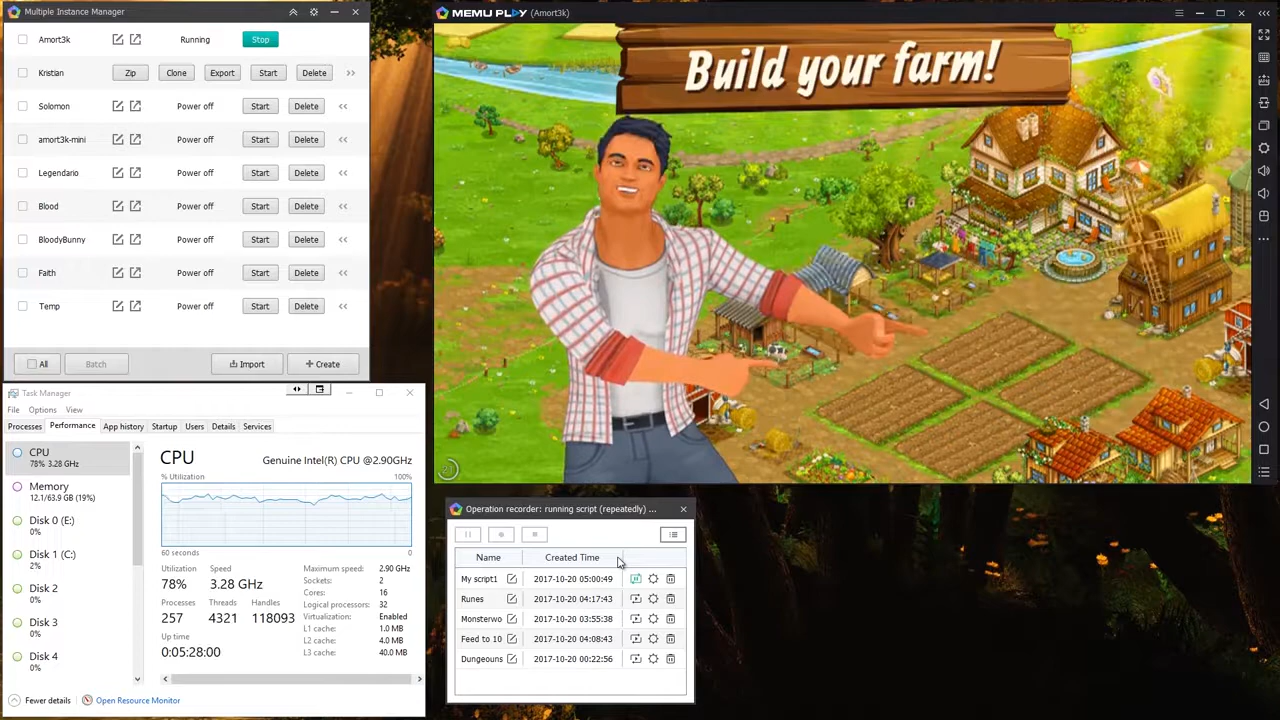 Multiple Instance Manager
Amort3k Running Stop
Kristian Zip Clone Export Start Delete
Solomon Power off Start Delete
amort3k-mini Power off Start Delete
Legendario Power off Start Delete
Blood Power off Start Delete
BloodyBunny Power off Start Delete
Faith Power off Start Delete
Temp Power off Start Delete
All Batch Import + Create
MEMU PLAY (Amort3k)
Build your farm!
Task Manager
File Options View
Processes Performance App history Startup Users Details Services
CPU
78% 3.28 GHz
Memory
12.1/63.9 GB (19%)
Disk 0 (E:)
0%
Disk 1 (C:)
2%
Disk 2
0%
Disk 3
0%
Disk 4
0%
CPU Genuine Intel(R) CPU @2.90GHz
% Utilization 100%
60 seconds 0
Utilization Speed
78% 3.28 GHz
Processes Threads Handles
257 4321 118093
Up time
0:05:28:00
Maximum speed: 2.90 GHz
Sockets: 2
Cores: 16
Logical processors: 32
Virtualization: Enabled
L1 cache: 1.0 MB
L2 cache: 4.0 MB
L3 cache: 40.0 MB
Fewer details Open Resource Monitor
Operation recorder: running script (repeatedly) ...
Name Created Time
My script1 2017-10-20 05:00:49
Runes 2017-10-20 04:17:43
Monsterwo 2017-10-20 03:55:38
Feed to 10 2017-10-20 04:08:43
Dungeouns 2017-10-20 00:22:56